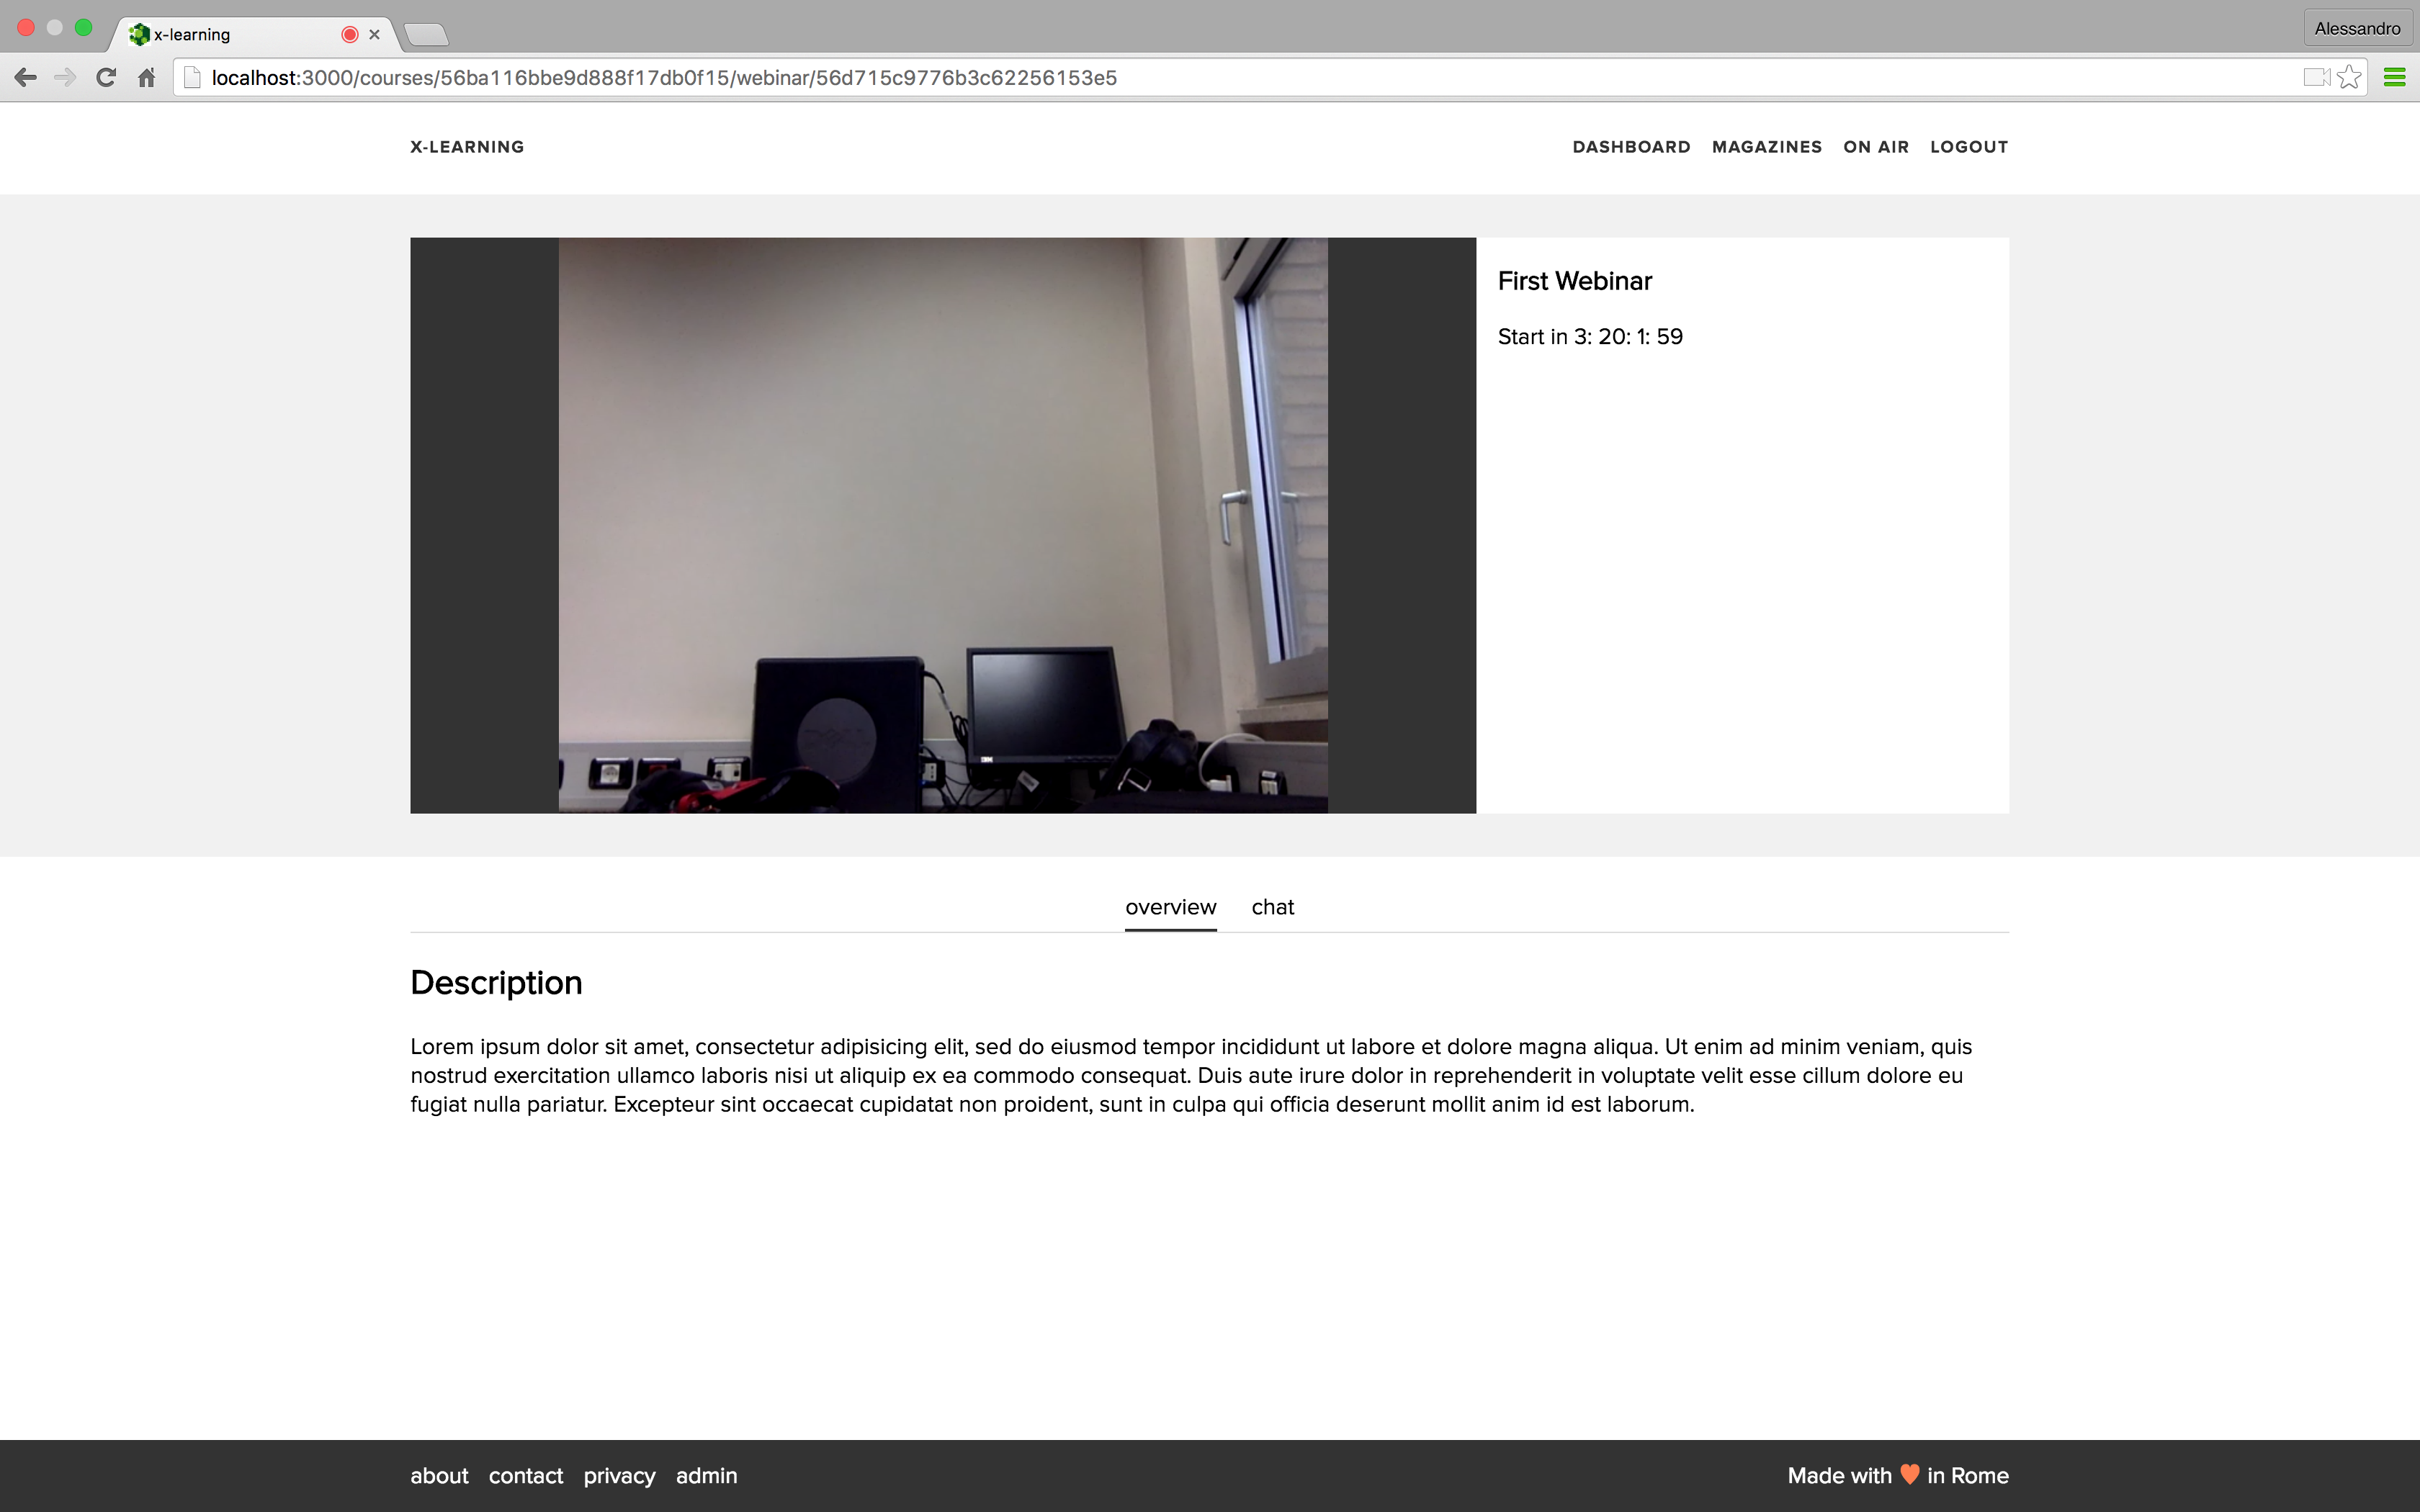 x-learning
Alessandro
localhost:3000/courses/56ba116bbe9d888f17db0f15/webinar/56d715c9776b3c62256153e5
X-LEARNING
DASHBOARD MAGAZINES ON AIR LOGOUT
First Webinar
Start in 3: 20: 1: 59
DELL
IBM
overview chat
Description
Lorem ipsum dolor sit amet, consectetur adipisicing elit, sed do eiusmod tempor incididunt ut labore et dolore magna aliqua. Ut enim ad minim veniam, quis
nostrud exercitation ullamco laboris nisi ut aliquip ex ea commodo consequat. Duis aute irure dolor in reprehenderit in voluptate velit esse cillum dolore eu
fugiat nulla pariatur. Excepteur sint occaecat cupidatat non proident, sunt in culpa qui officia deserunt mollit anim id est laborum.
about contact privacy admin
Made with ♥ in Rome